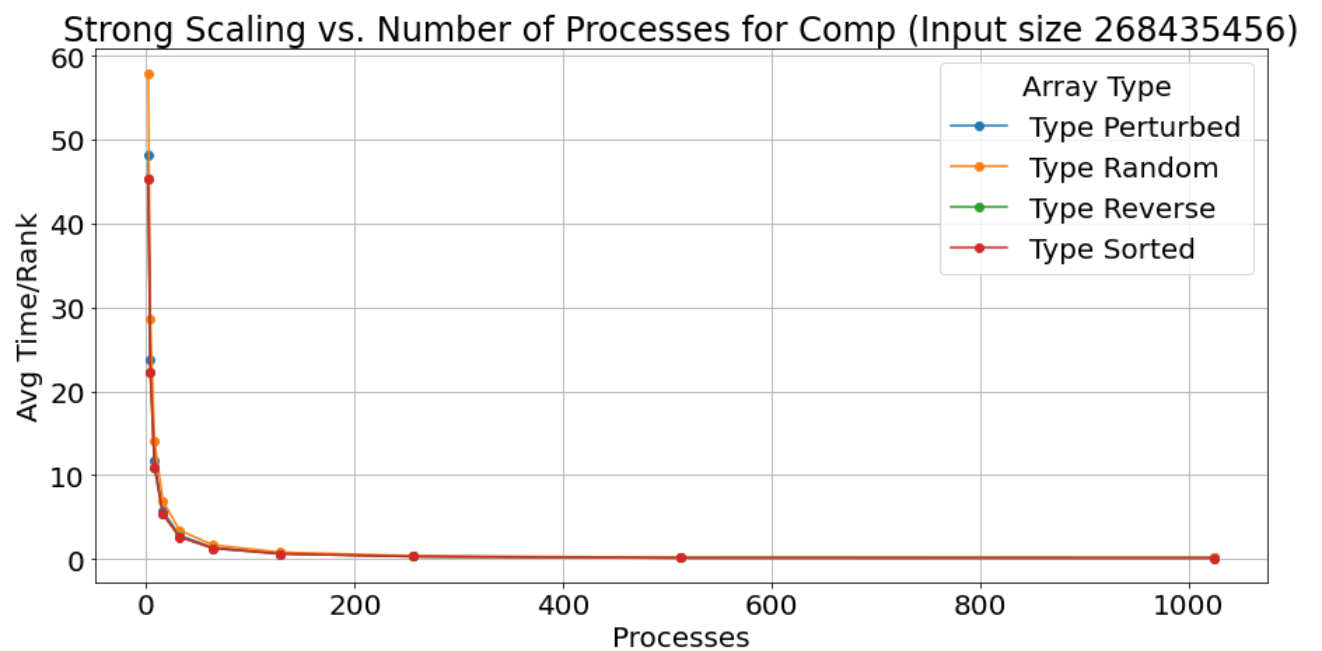 Strong Scaling vs. Number of Processes for Comp (Input size 268435456)
60
50
40
30
20
10
0
Avg Time/Rank
Array Type
Type Perturbed
Type Random
Type Reverse
Type Sorted
0 200 400 600 800 1000
Processes